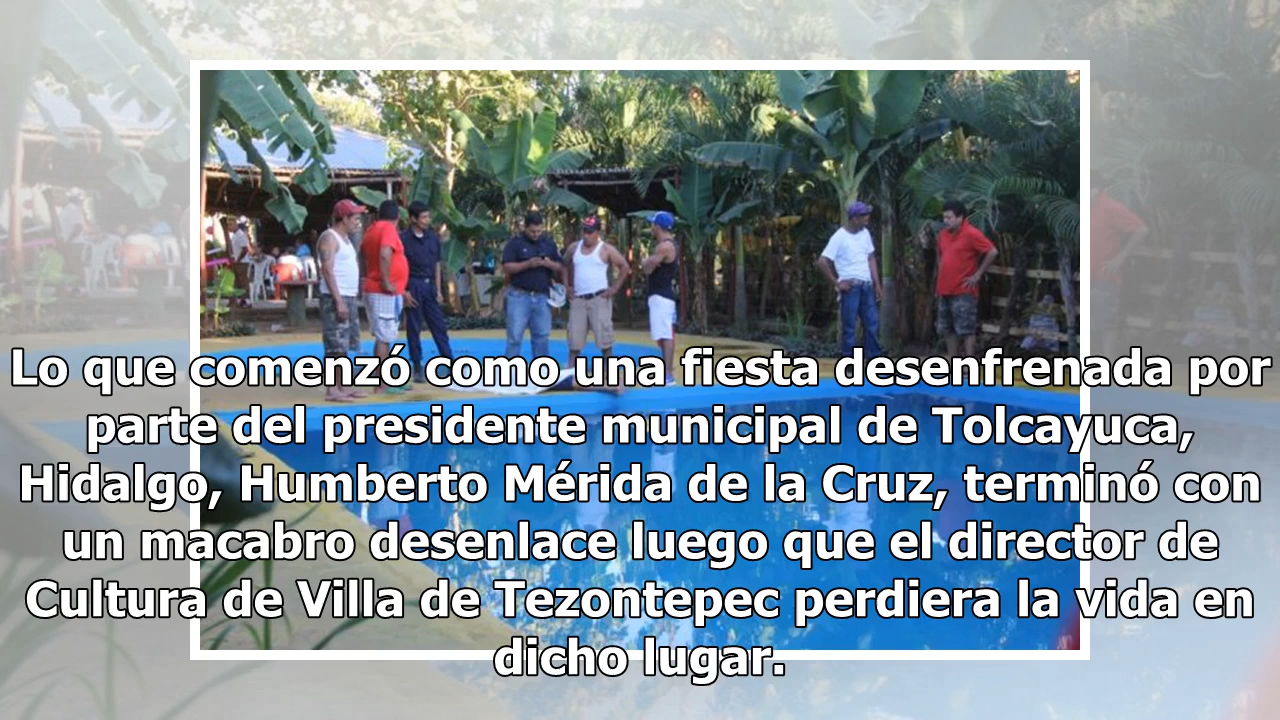 Lo que comenzó como una fiesta desenfrenada por
parte del presidente municipal de Tolcayuca,
Hidalgo, Humberto Mérida de la Cruz, terminó con
un macabro desenlace luego que el director de
Cultura de Villa de Tezontepec perdiera la vida en
dicho lugar.